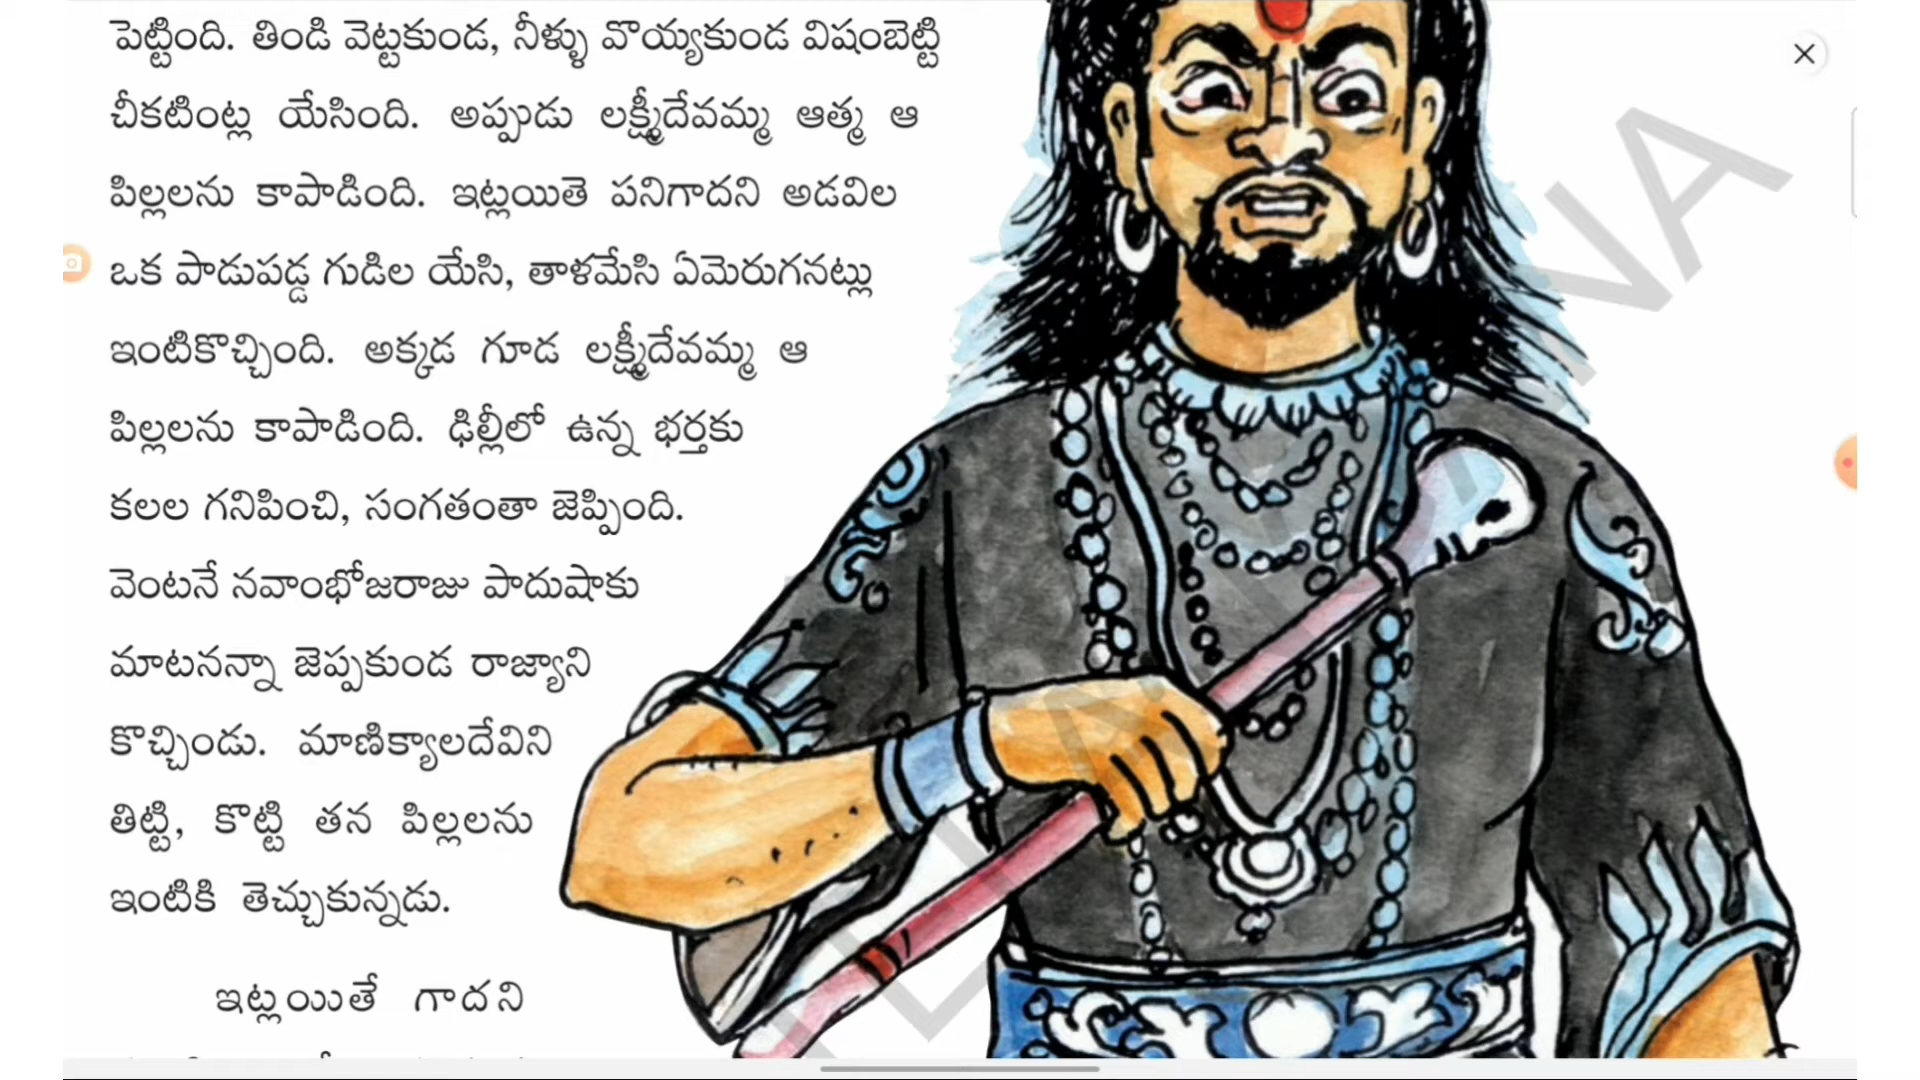 పెట్టింది. తిండి వెట్టకుండ, నీళ్ళు వొయ్యకుండ విషంబెట్టి
చీకటింట్ల యేసింది. అప్పుడు లక్ష్మీదేవమ్మ ఆత్మ ఆ
పిల్లలను కాపాడింది. ఇట్లయితె పనిగాదని అడవిల
ఒక పాడుపడ్డ గుడిల యేసి, తాళమేసి ఏమెరుగనట్లు
ఇంటికొచ్చింది. అక్కడ గూడ లక్ష్మీదేవమ్మ ఆ
పిల్లలను కాపాడింది. ఢిల్లీలో ఉన్న భర్తకు
కలల గనిపించి, సంగతంతా జెప్పింది.
వెంటనే నవాంభోజరాజు పాదుషాకు
మాటనన్నా జెప్పకుండ రాజ్యాని
కొచ్చిండు. మాణిక్యాలదేవిని
తిట్టి, కొట్టి తన పిల్లలను
ఇంటికి తెచ్చుకున్నడు.
ఇట్లయితే గాదని